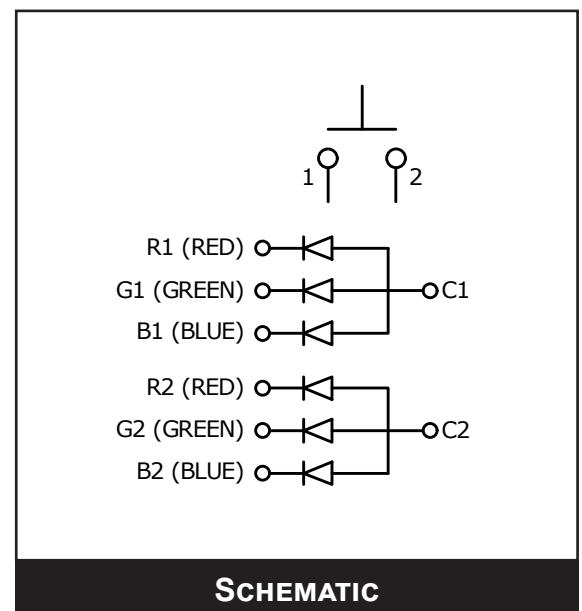 1 2
R1 (RED)
G1 (GREEN) C1
B1 (BLUE)
R2 (RED)
G2 (GREEN) C2
B2 (BLUE)
SCHEMATIC